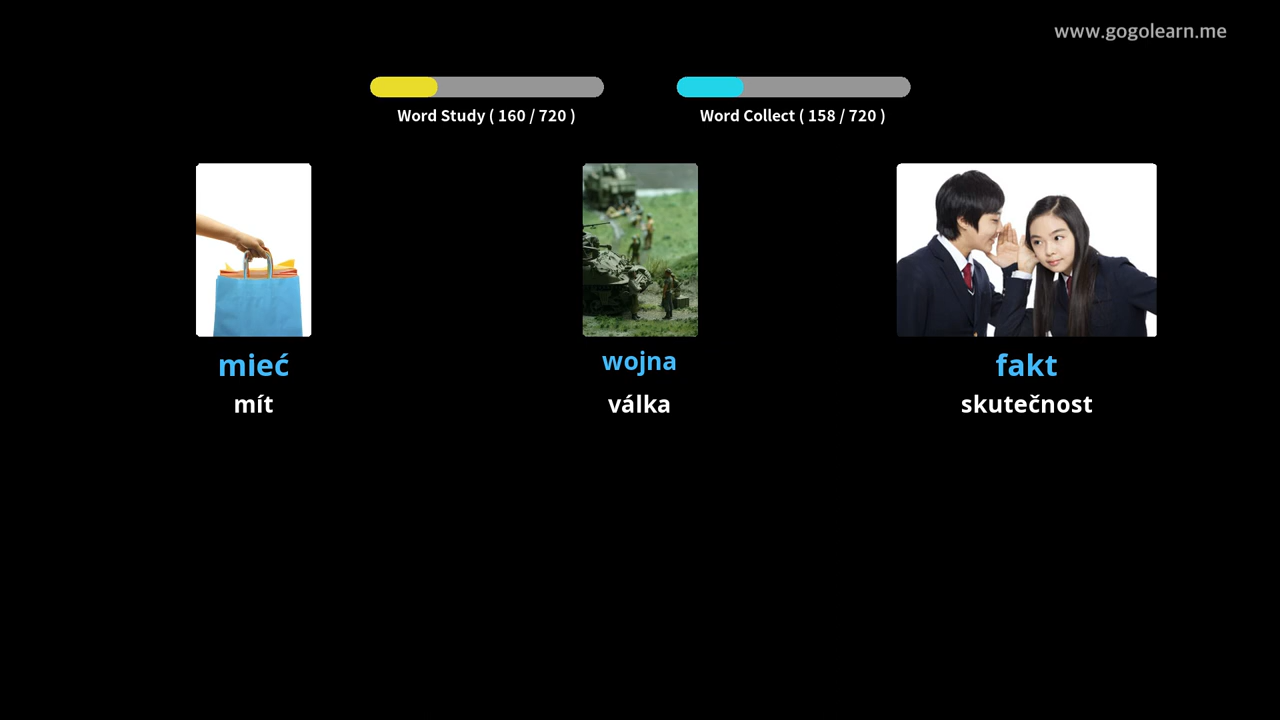 www.gogolearn.me
Word Study ( 160 / 720 )
Word Collect ( 158 / 720 )
mieć
wojna
fakt
mít
válka
skutečnost